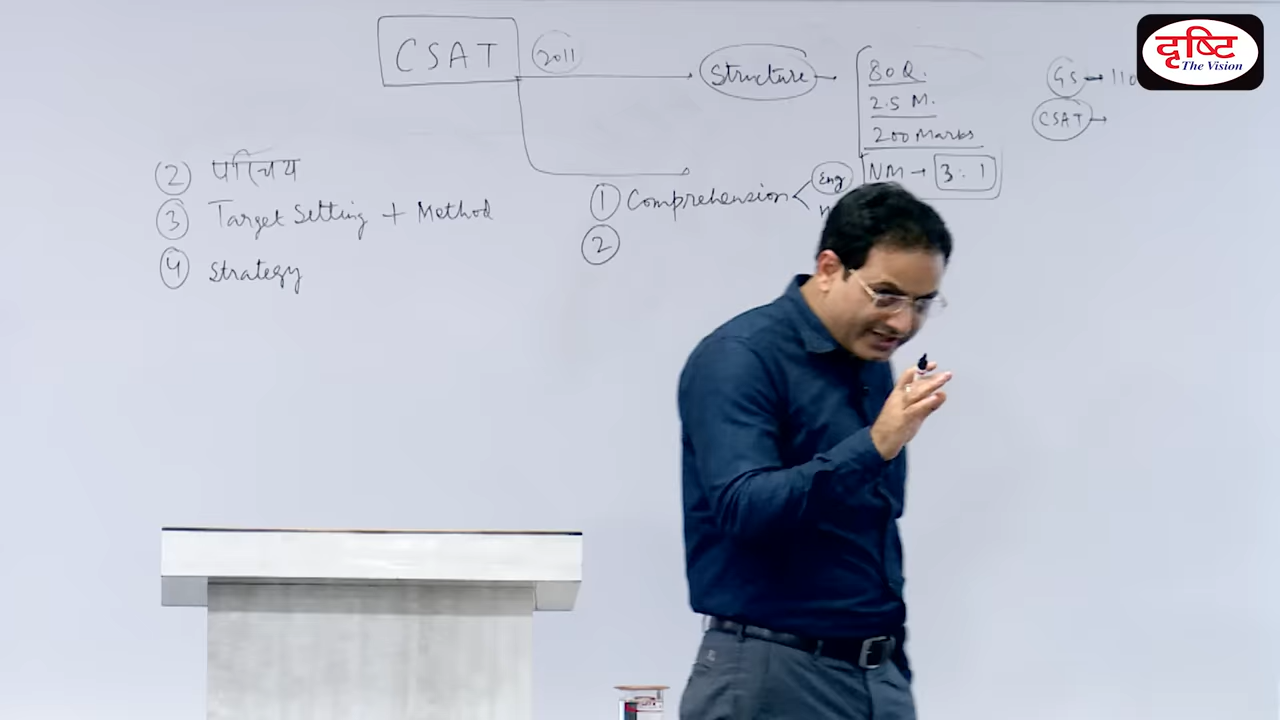 CSAT 2011 Structure
80 Q.
2.5 M.
200 Marks
NM → 3 : 1
GS → 110
CSAT →
दृष्टि
The Vision
② परिचय
③ Target Setting + Method
④ Strategy
① Comprehension Eng
②